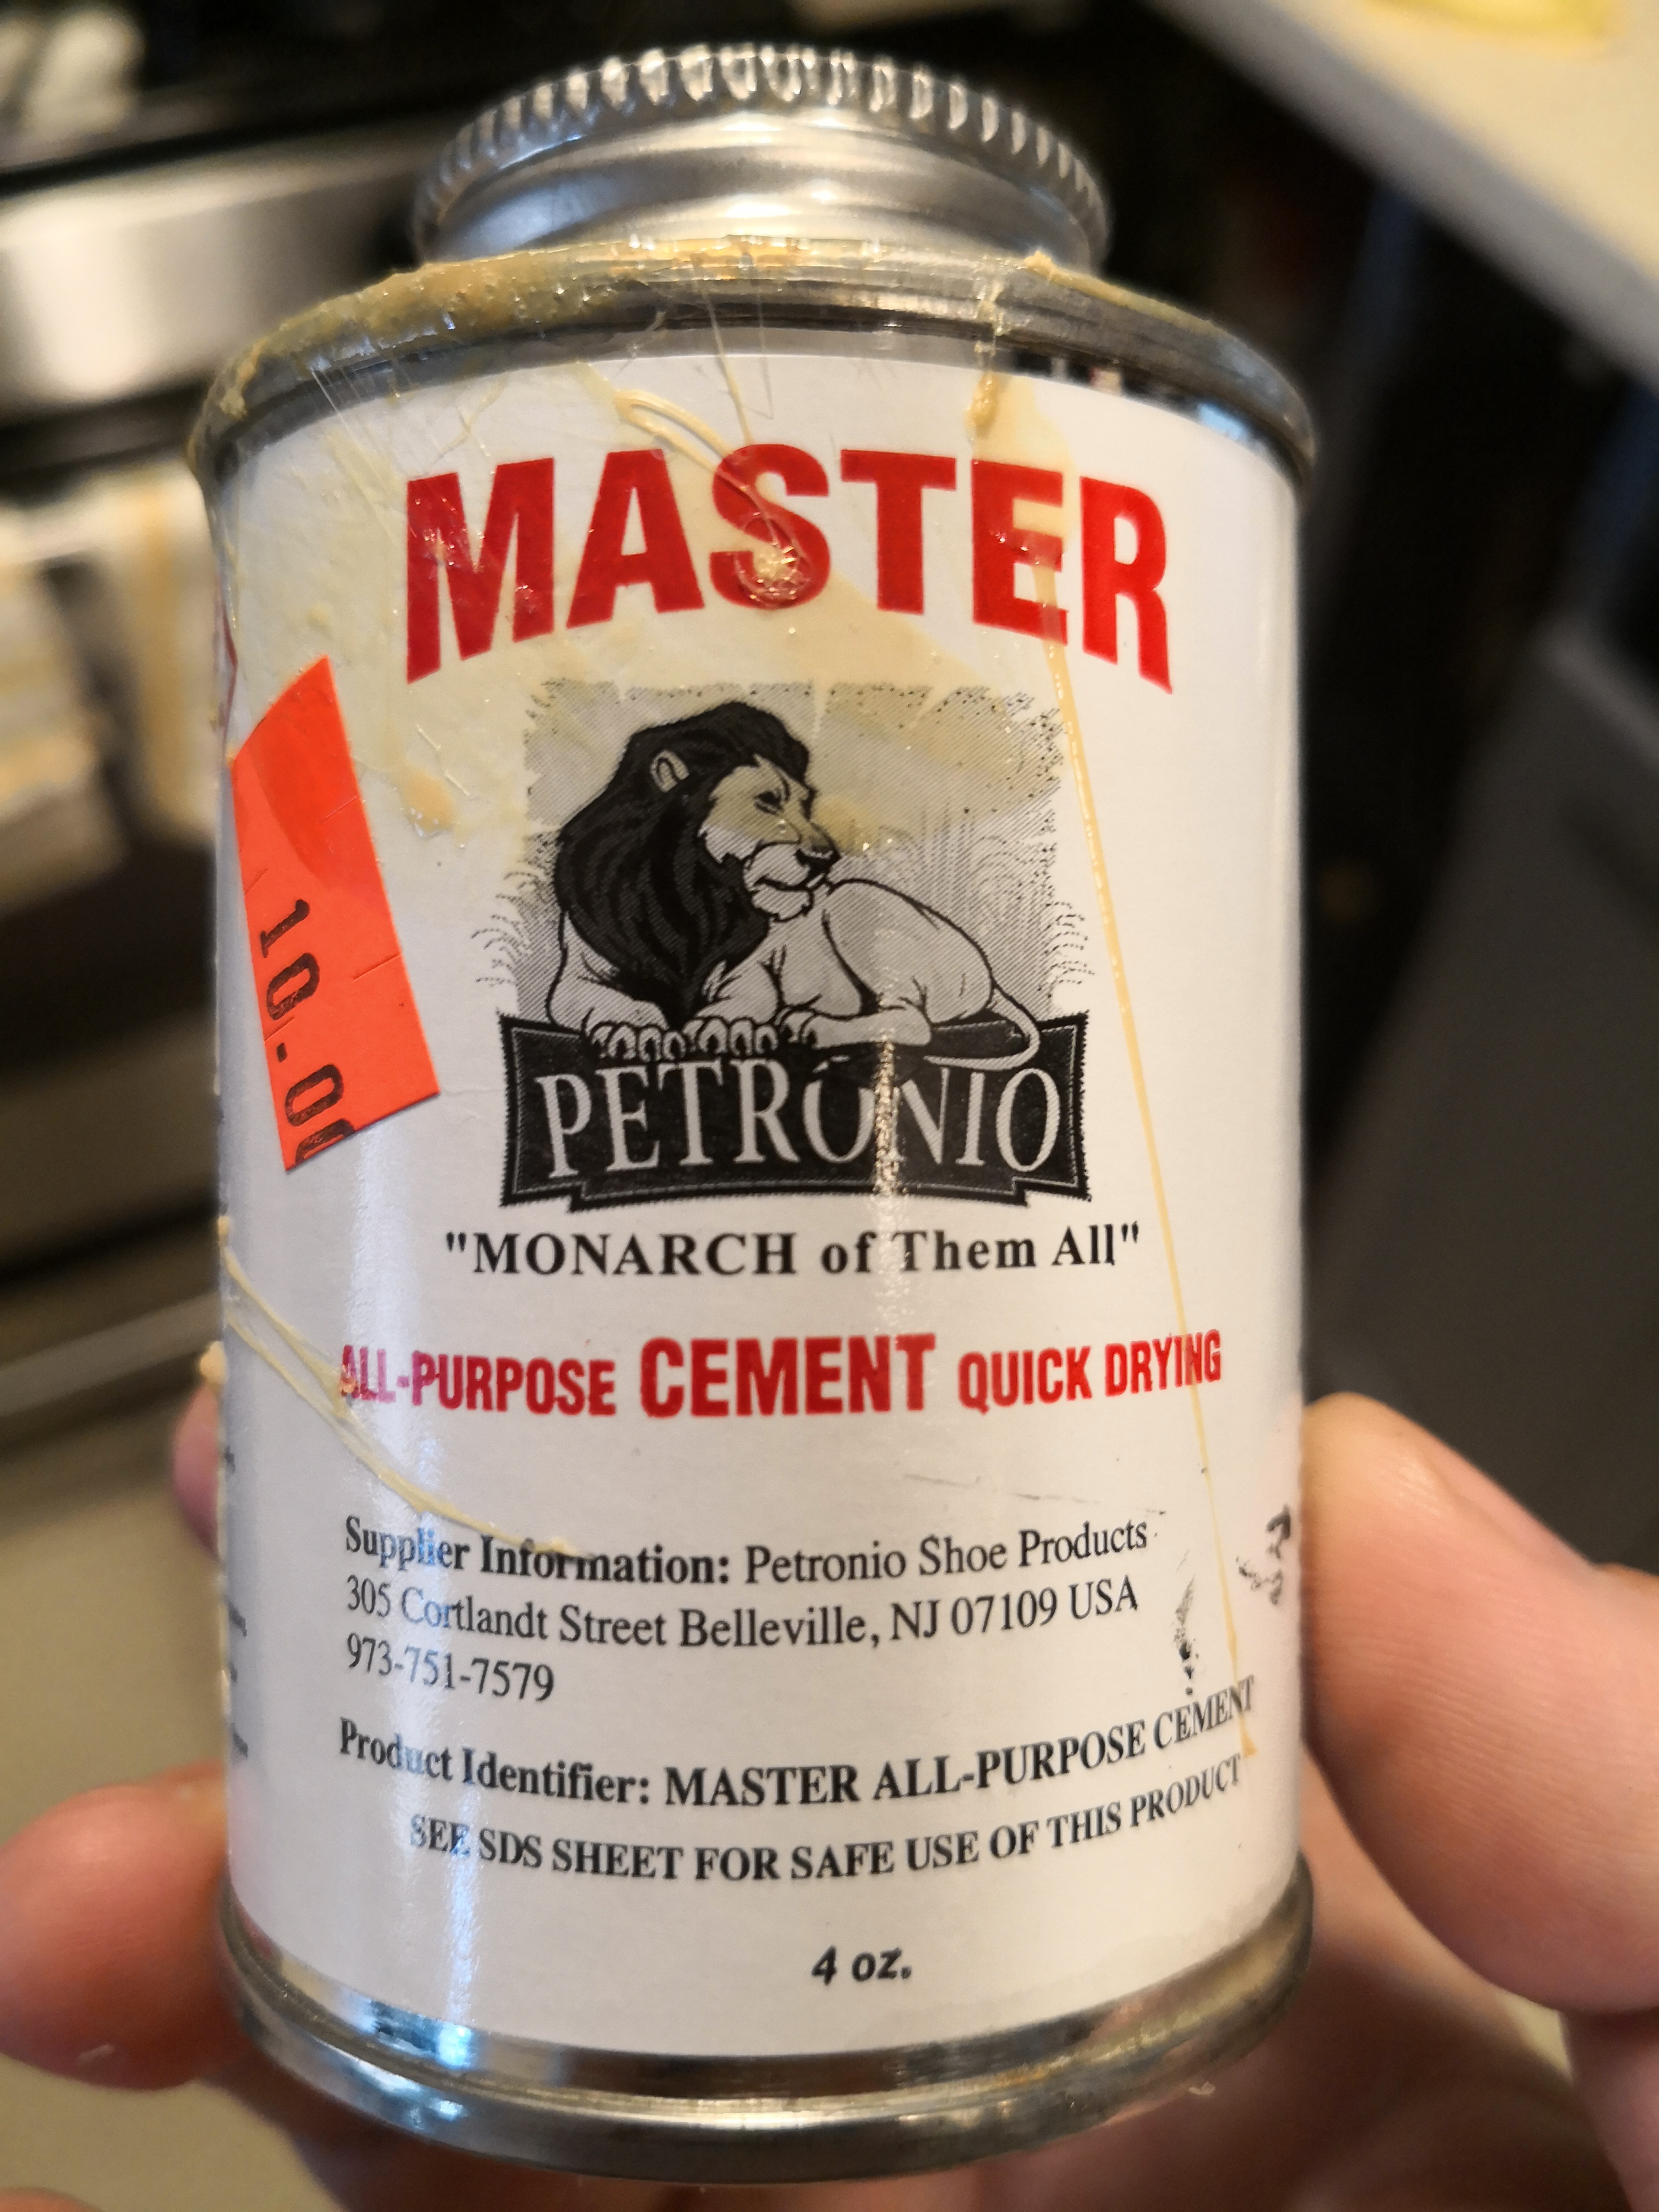 MASTER
10.00
PETRONIO
"MONARCH of Them All"
ALL-PURPOSE CEMENT QUICK DRYING
Supplier Information: Petronio Shoe Products
305 Cortlandt Street Belleville, NJ 07109 USA
973-751-7579
Product Identifier: MASTER ALL-PURPOSE CEMENT
SEE SDS SHEET FOR SAFE USE OF THIS PRODUCT
4 oz.